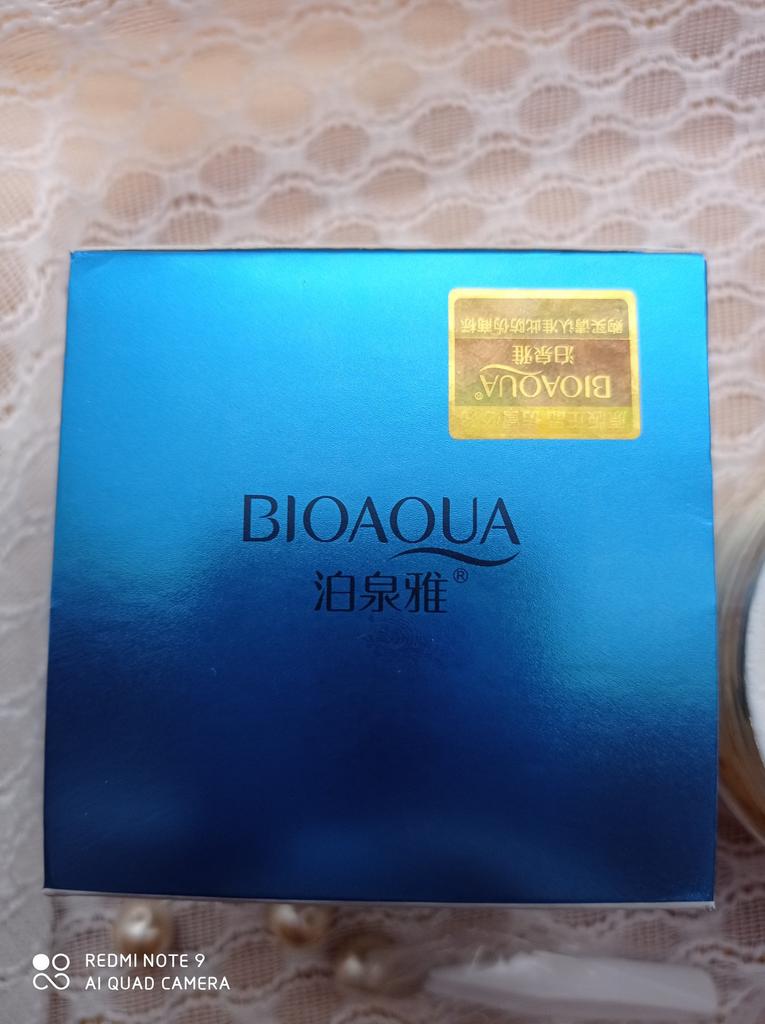 购买请认准此防伪商标
泊泉雅
BIOAQUA®
BIOAQUA
泊泉雅®
REDMI NOTE 9
AI QUAD CAMERA